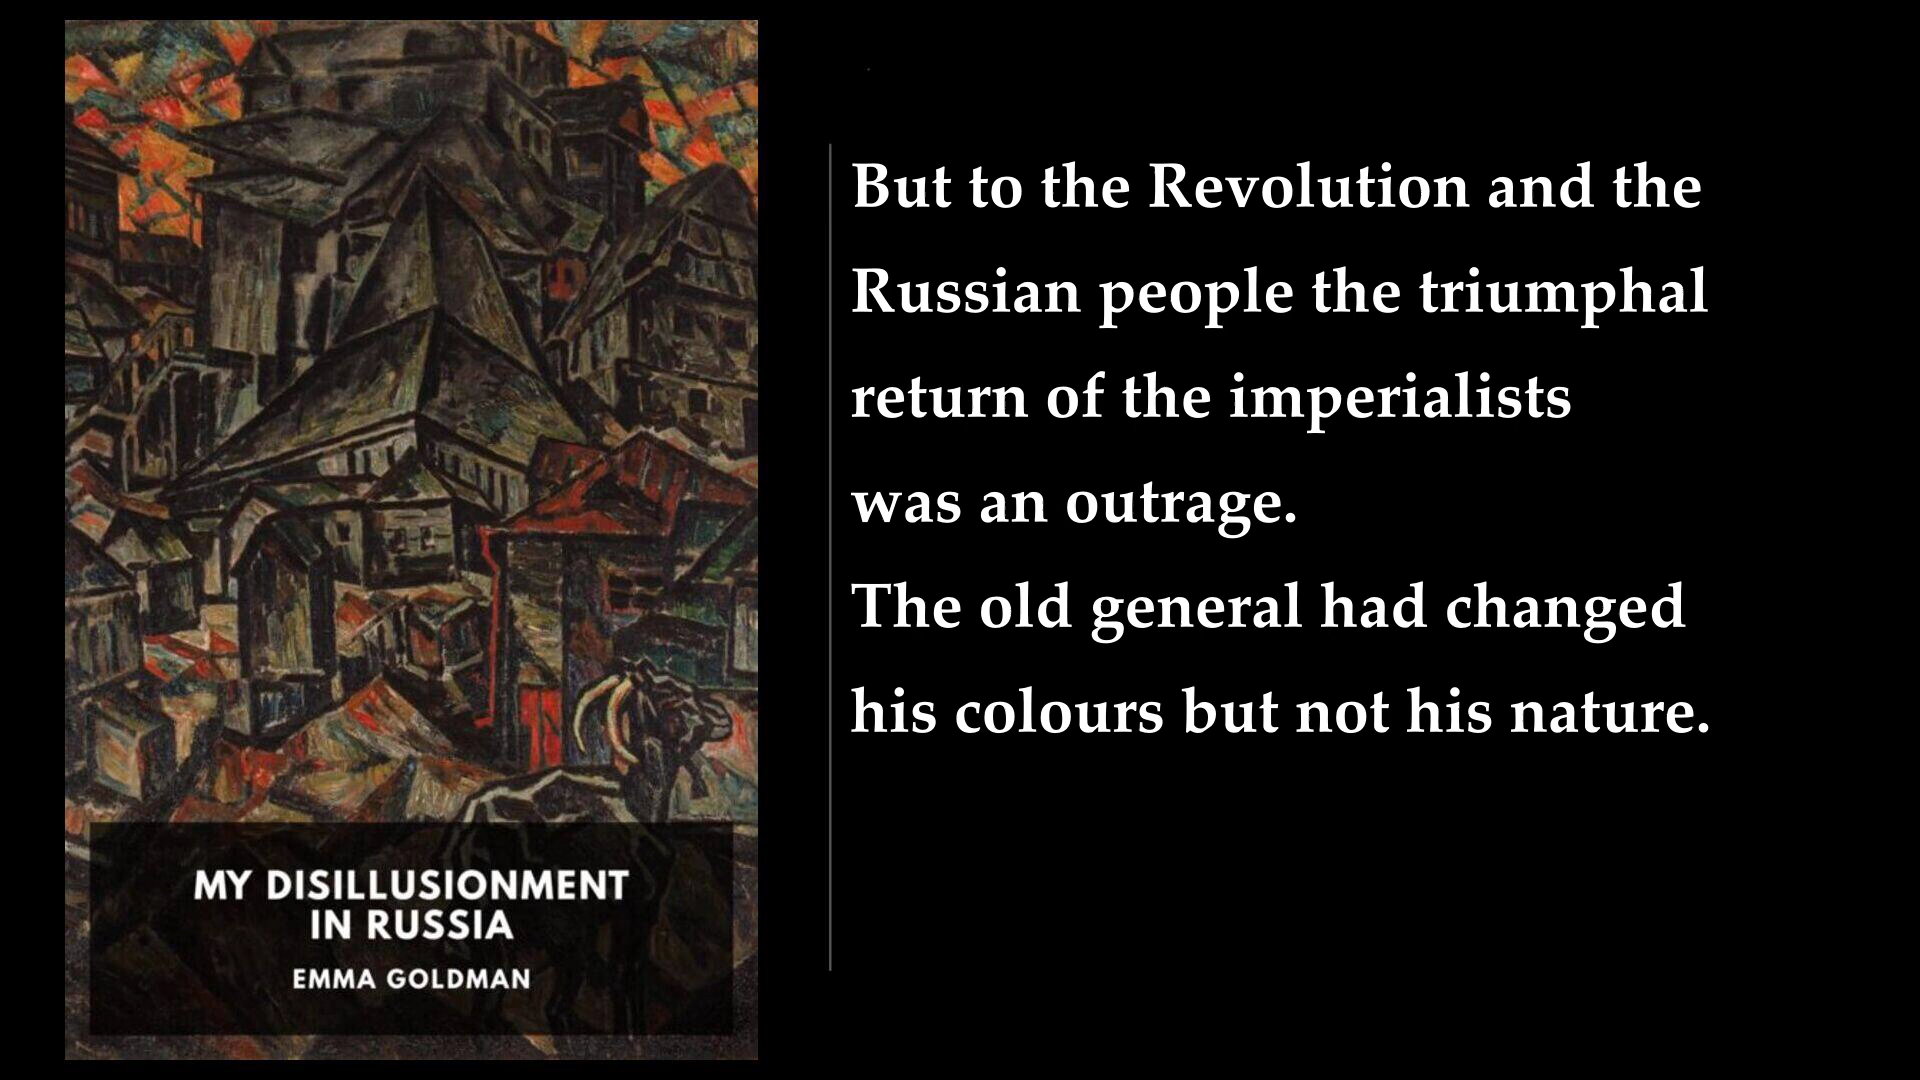 MY DISILLUSIONMENT
IN RUSSIA
EMMA GOLDMAN
But to the Revolution and the
Russian people the triumphal
return of the imperialists
was an outrage.
The old general had changed
his colours but not his nature.